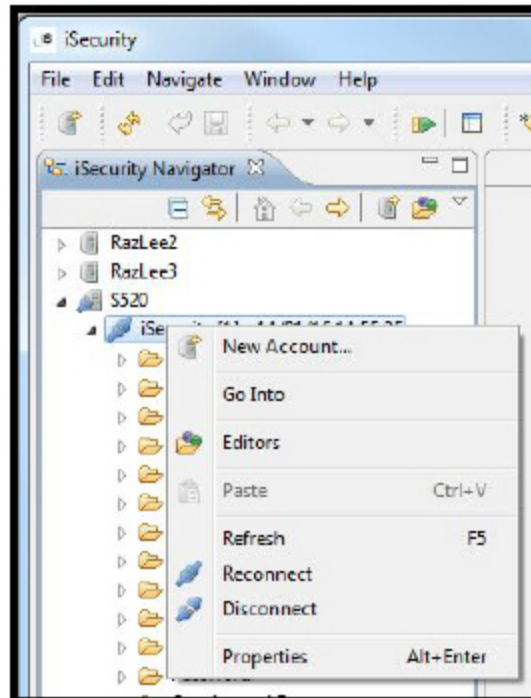 iSecurity
File Edit Navigate Window Help
iSecurity Navigator
RazLee2
RazLee3
S520
New Account...
Go Into
Editors
Paste Ctrl+V
Refresh F5
Reconnect
Disconnect
Properties Alt+Enter